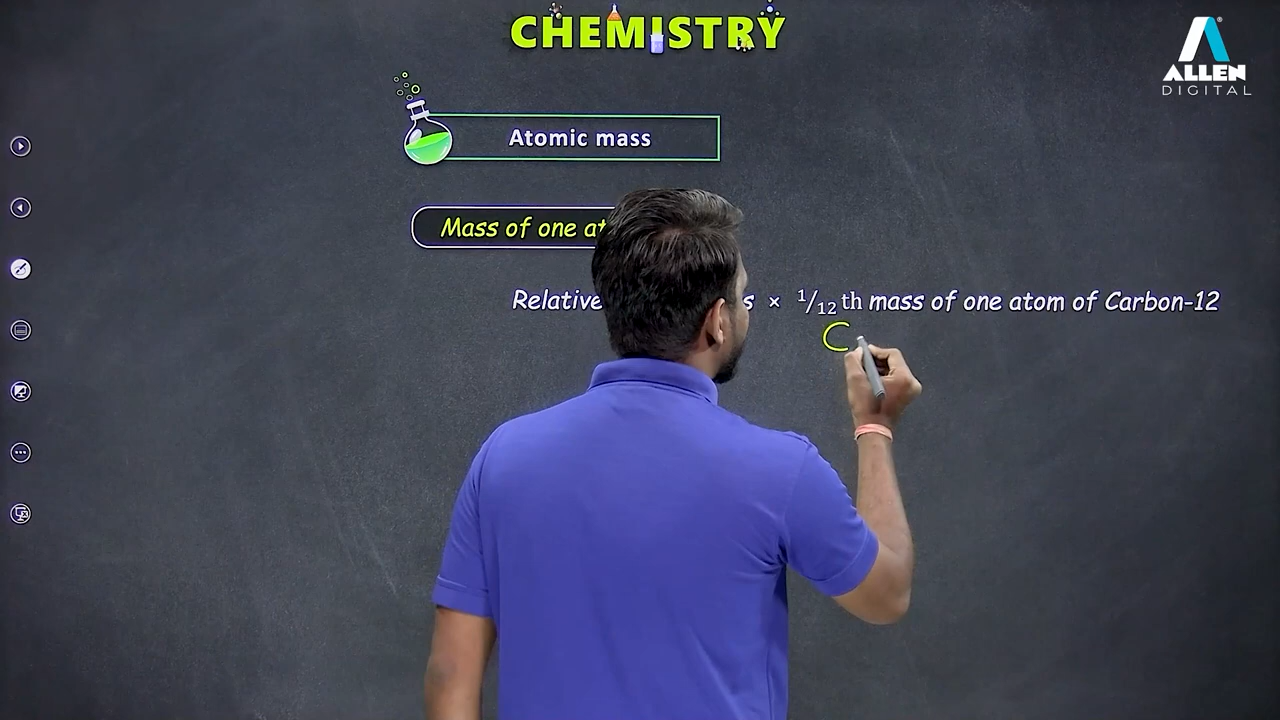 CHEMISTRY
ALLEN
DIGITAL
Atomic mass
Mass of one
Relative × 1/12 th mass of one atom of Carbon-12
C